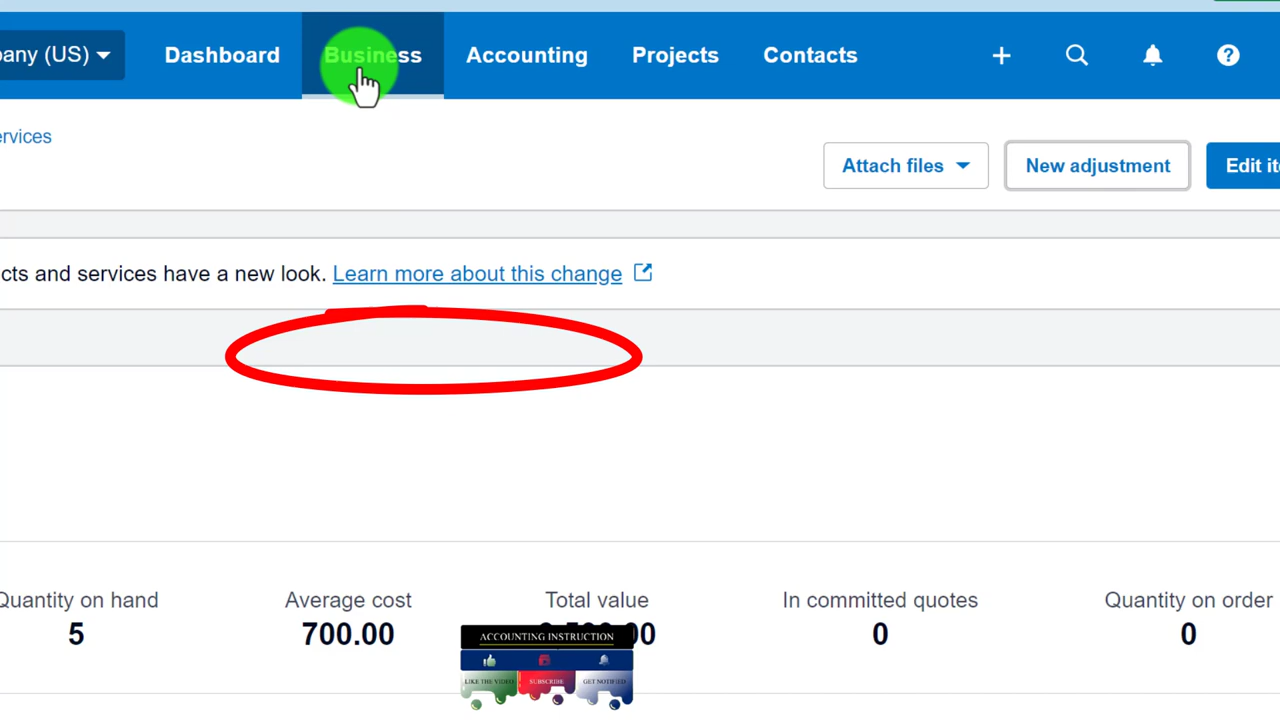 pany (US) Dashboard Business Accounting Projects Contacts
ervices
Attach files New adjustment Edit it
cts and services have a new look. Learn more about this change
Quantity on hand Average cost Total value In committed quotes Quantity on order
5 700.00 00 0 0
ACCOUNTING INSTRUCTION
LIKE THE VIDEO SUBSCRIBE GET NOTIFIED